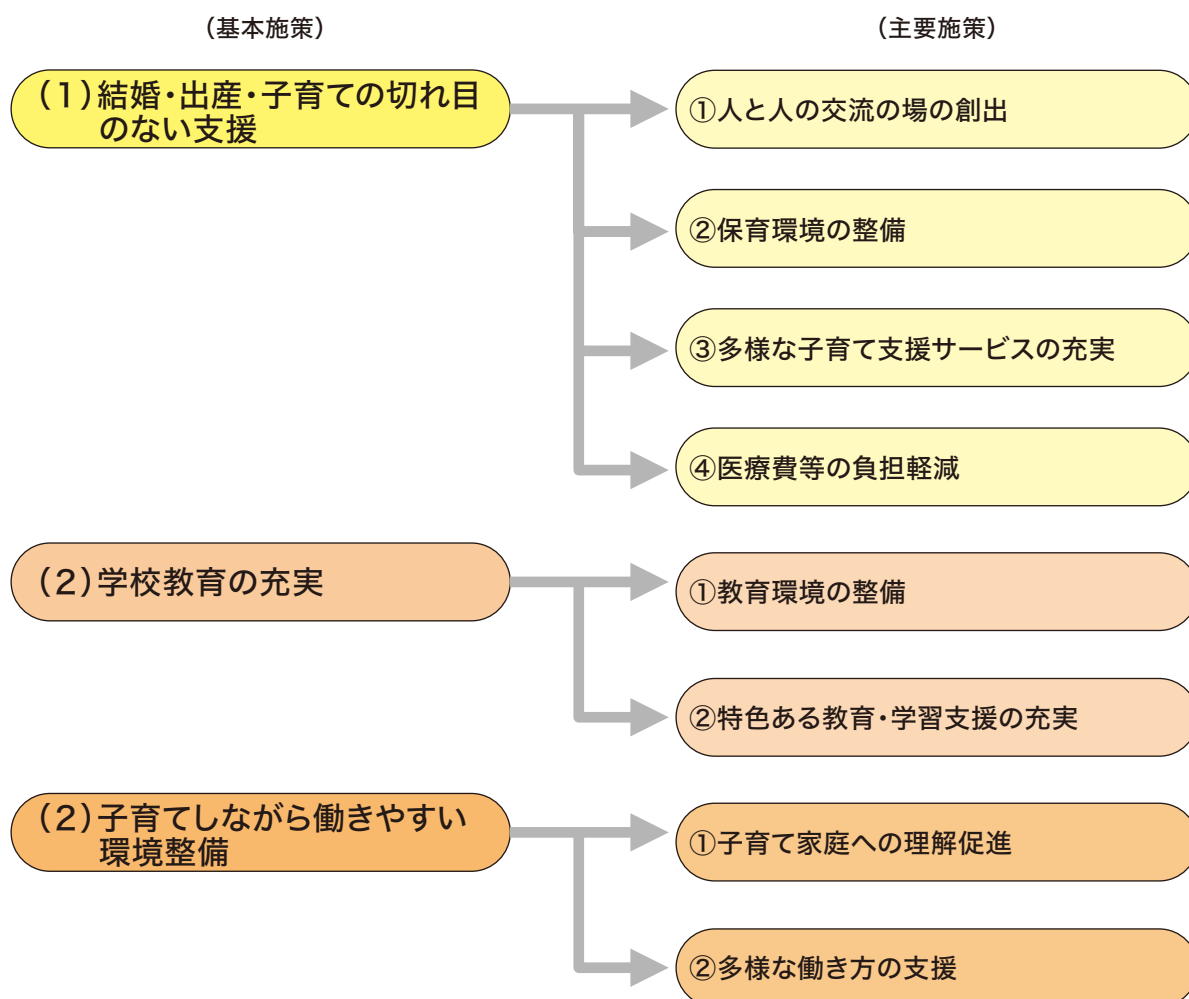 （基本施策）
（主要施策）
（1）結婚・出産・子育ての切れ目
のない支援
①人と人の交流の場の創出
②保育環境の整備
③多様な子育て支援サービスの充実
④医療費等の負担軽減
（2）学校教育の充実
①教育環境の整備
②特色ある教育・学習支援の充実
（2）子育てしながら働きやすい
環境整備
①子育て家庭への理解促進
②多様な働き方の支援